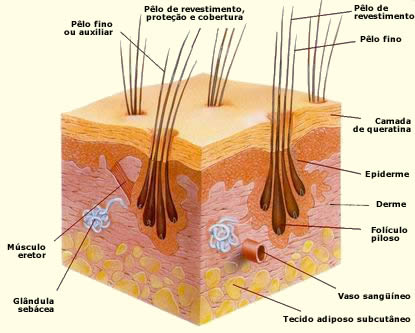 Pêlo fino
ou auxiliar
Pêlo de revestimento,
proteção e cobertura
Pêlo de
revestimento
Pêlo fino
Camada
de queratina
Epiderme
Derme
Folículo
piloso
Músculo
eretor
Glândula
sebácea
Vaso sangüíneo
Tecido adiposo subcutâneo